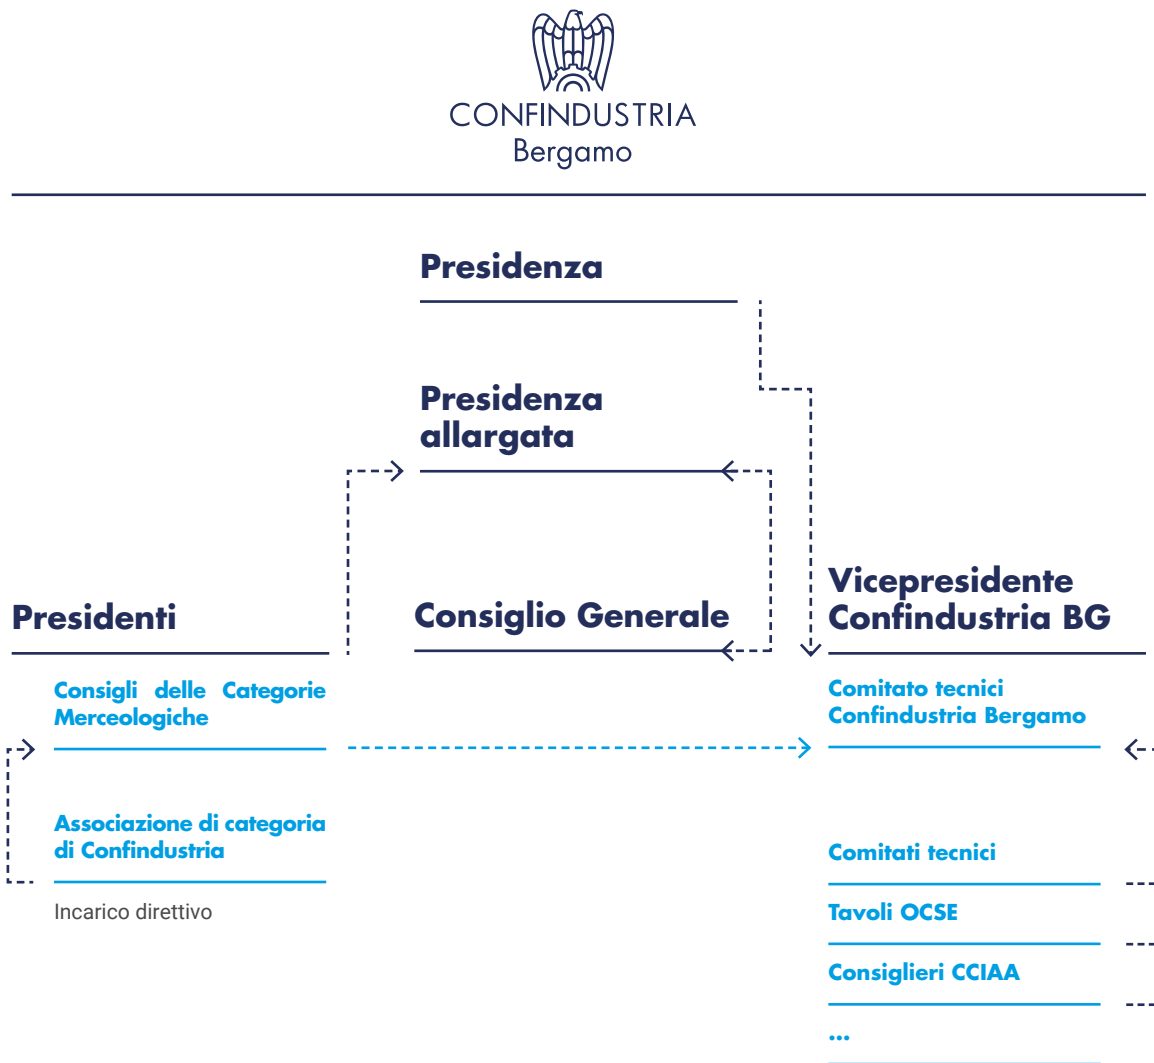 CONFINDUSTRIA
Bergamo
Presidenza
Presidenza
allargata
Presidenti
Consiglio Generale
Vicepresidente
Confindustria BG
Consigli delle Categorie
Merceologiche
Comitato tecnici
Confindustria Bergamo
Associazione di categoria
di Confindustria
Incarico direttivo
Comitati tecnici
Tavoli OCSE
Consiglieri CCIAA
...